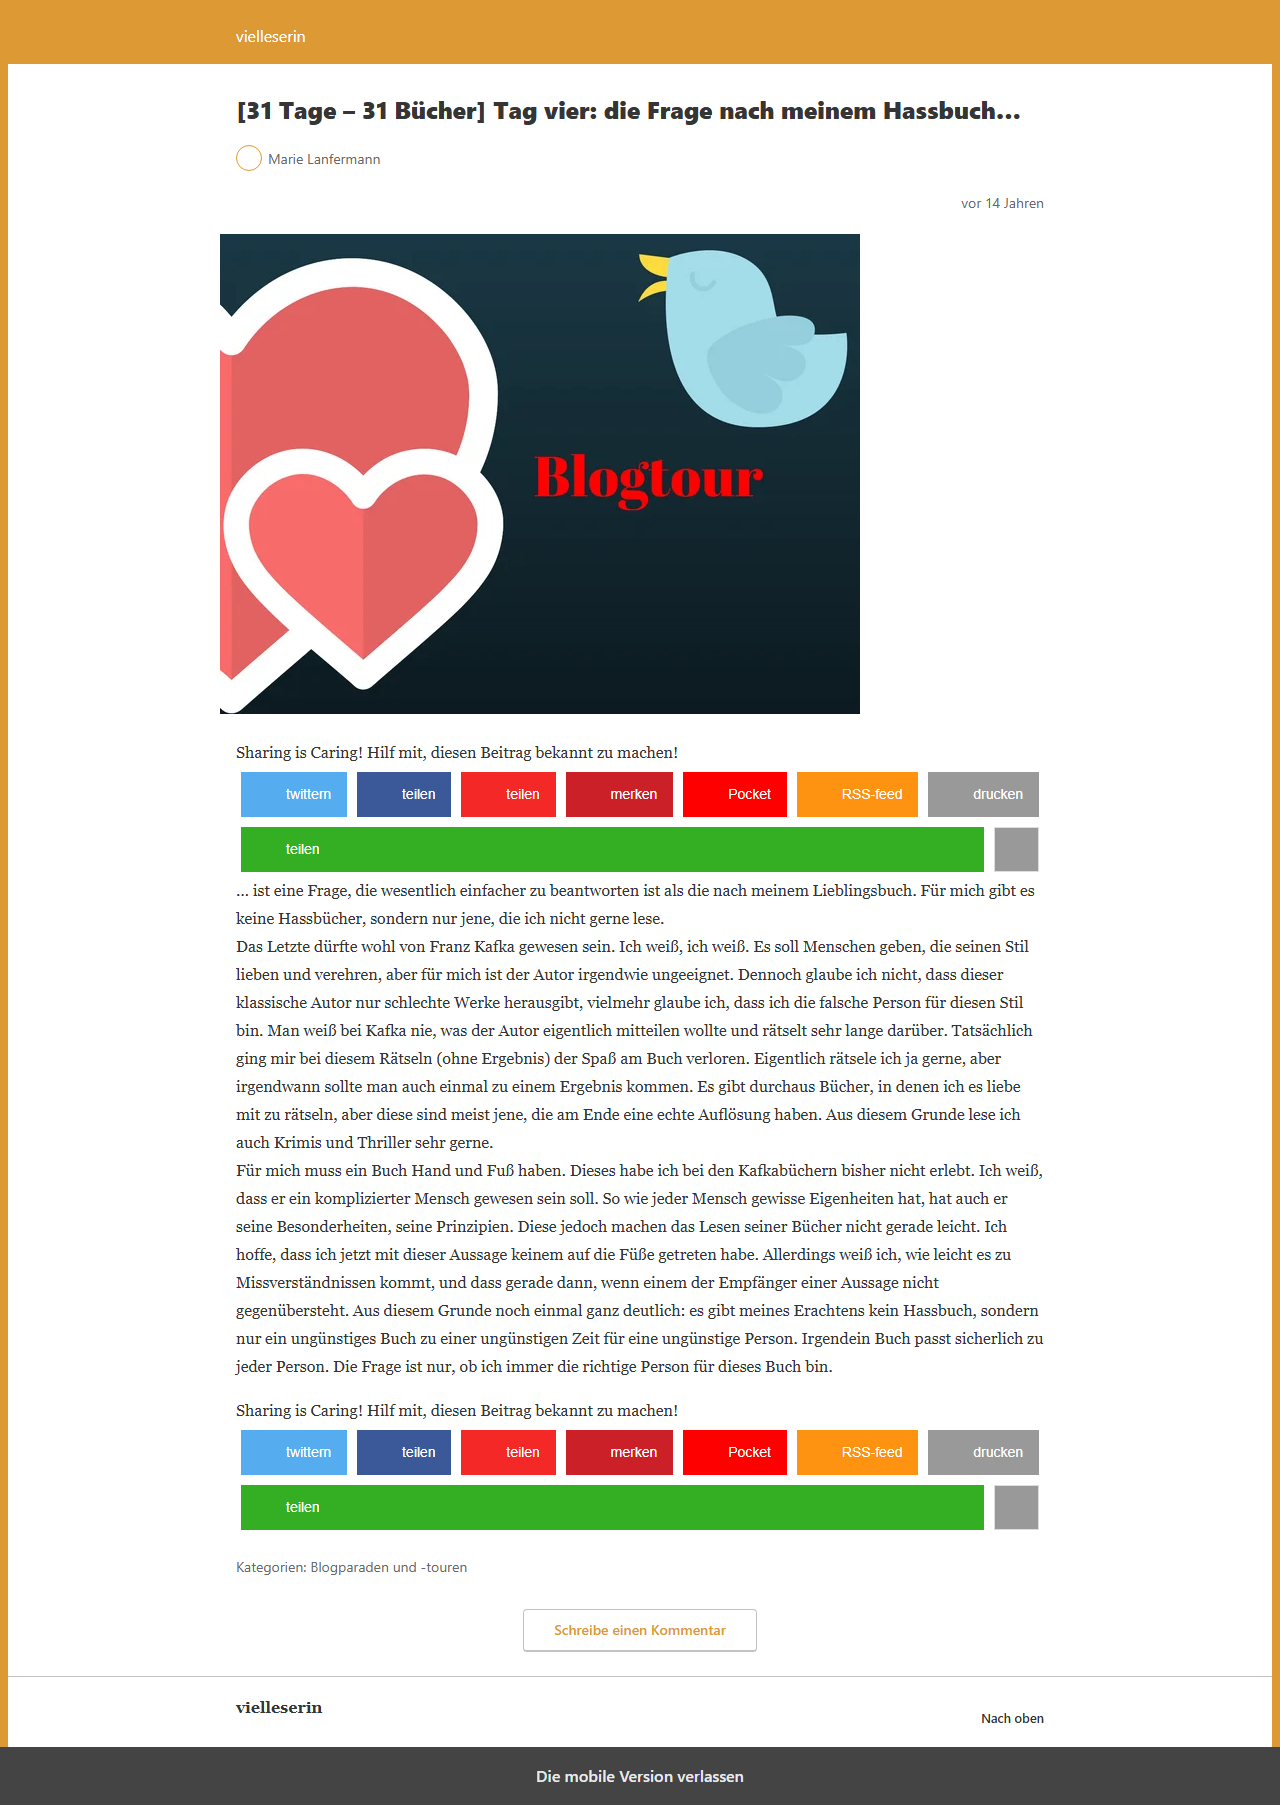 vielleserin
[31 Tage – 31 Bücher] Tag vier: die Frage nach meinem Hassbuch…
Marie Lanfermann
vor 14 Jahren
Blogtour
Sharing is Caring! Hilf mit, diesen Beitrag bekannt zu machen!
twittern teilen teilen merken Pocket RSS-feed drucken
teilen
… ist eine Frage, die wesentlich einfacher zu beantworten ist als die nach meinem Lieblingsbuch. Für mich gibt es
keine Hassbücher, sondern nur jene, die ich nicht gerne lese.
Das Letzte dürfte wohl von Franz Kafka gewesen sein. Ich weiß, ich weiß. Es soll Menschen geben, die seinen Stil
lieben und verehren, aber für mich ist der Autor irgendwie ungeeignet. Dennoch glaube ich nicht, dass dieser
klassische Autor nur schlechte Werke herausgibt, vielmehr glaube ich, dass ich die falsche Person für diesen Stil
bin. Man weiß bei Kafka nie, was der Autor eigentlich mitteilen wollte und rätselt sehr lange darüber. Tatsächlich
ging mir bei diesem Rätseln (ohne Ergebnis) der Spaß am Buch verloren. Eigentlich rätsele ich ja gerne, aber
irgendwann sollte man auch einmal zu einem Ergebnis kommen. Es gibt durchaus Bücher, in denen ich es liebe
mit zu rätseln, aber diese sind meist jene, die am Ende eine echte Auflösung haben. Aus diesem Grunde lese ich
auch Krimis und Thriller sehr gerne.
Für mich muss ein Buch Hand und Fuß haben. Dieses habe ich bei den Kafkabüchern bisher nicht erlebt. Ich weiß,
dass er ein komplizierter Mensch gewesen sein soll. So wie jeder Mensch gewisse Eigenheiten hat, hat auch er
seine Besonderheiten, seine Prinzipien. Diese jedoch machen das Lesen seiner Bücher nicht gerade leicht. Ich
hoffe, dass ich jetzt mit dieser Aussage keinem auf die Füße getreten habe. Allerdings weiß ich, wie leicht es zu
Missverständnissen kommt, und dass gerade dann, wenn einem der Empfänger einer Aussage nicht
gegenübersteht. Aus diesem Grunde noch einmal ganz deutlich: es gibt meines Erachtens kein Hassbuch, sondern
nur ein ungünstiges Buch zu einer ungünstigen Zeit für eine ungünstige Person. Irgendein Buch passt sicherlich zu
jeder Person. Die Frage ist nur, ob ich immer die richtige Person für dieses Buch bin.
Sharing is Caring! Hilf mit, diesen Beitrag bekannt zu machen!
twittern teilen teilen merken Pocket RSS-feed drucken
teilen
Kategorien: Blogparaden und -touren
Schreibe einen Kommentar
vielleserin
Nach oben
Die mobile Version verlassen